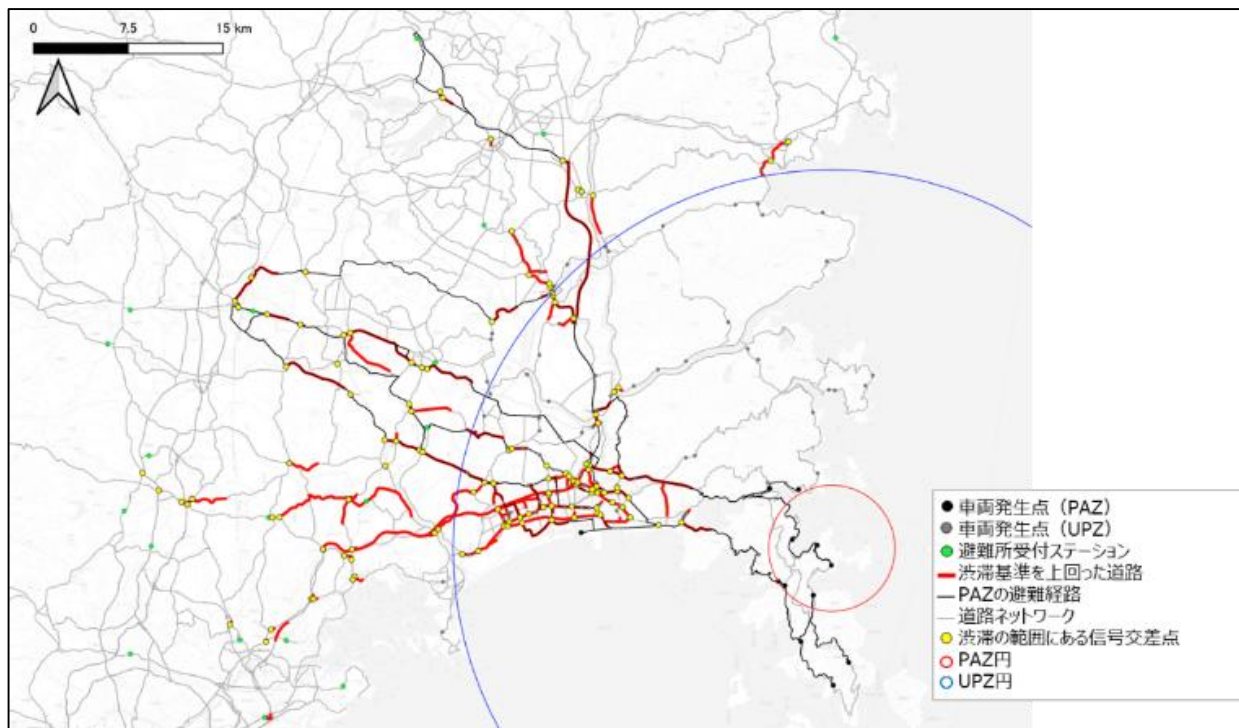 0 7.5 15 km
車両発生点（PAZ）
車両発生点（UPZ）
避難所受付ステーション
渋滞基準を上回った道路
PAZの避難経路
道路ネットワーク
渋滞の範囲にある信号交差点
PAZ円
UPZ円